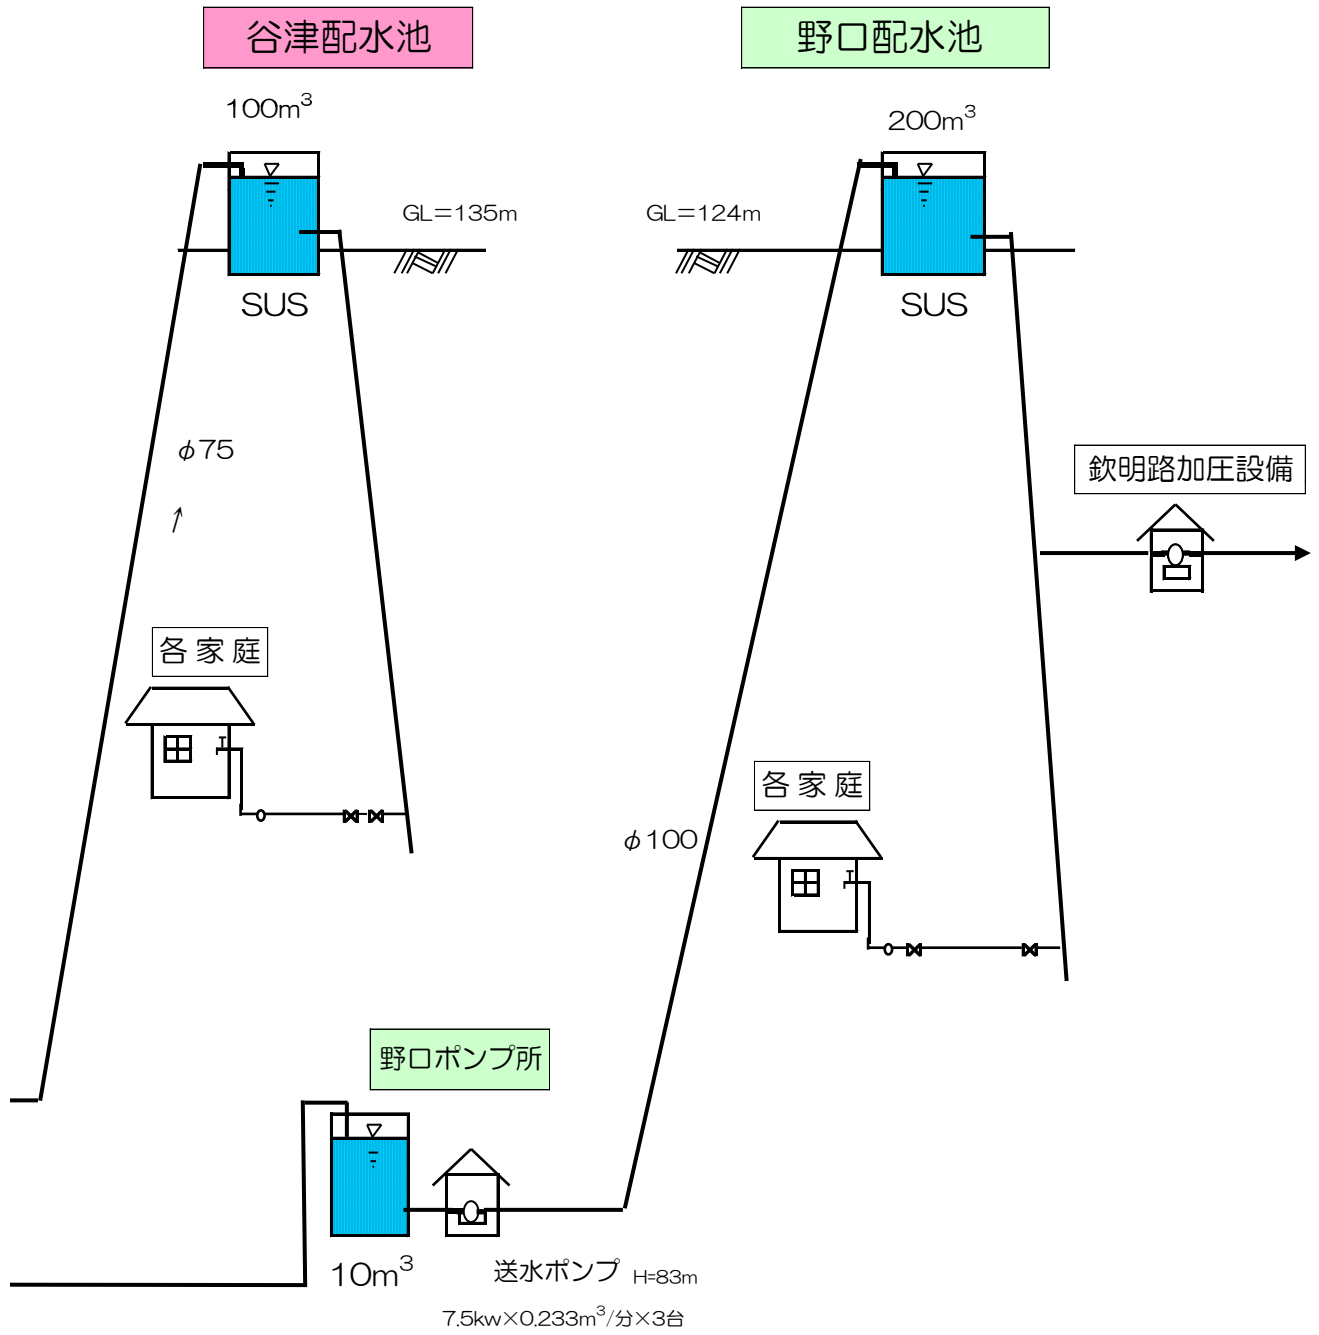 谷津配水池
野口配水池
100m³
200m³
GL=135m
GL=124m
SUS
SUS
φ75
欽明路加圧設備
各家庭
各家庭
φ100
野口ポンプ所
10m³
送水ポンプ H=83m
7.5kw×0.233m³/分×3台